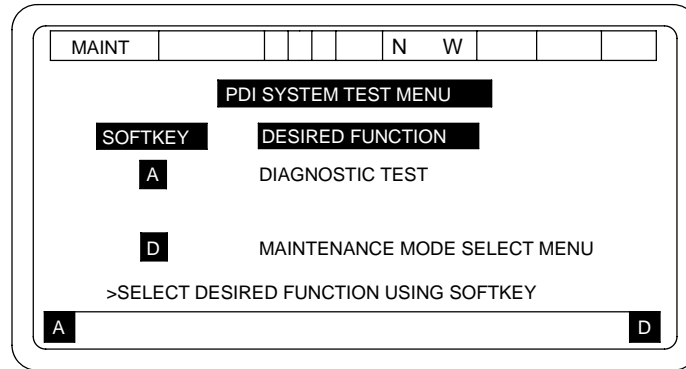 MAINT N W
PDI SYSTEM TEST MENU
SOFTKEY DESIRED FUNCTION
A DIAGNOSTIC TEST
D MAINTENANCE MODE SELECT MENU
>SELECT DESIRED FUNCTION USING SOFTKEY
A D